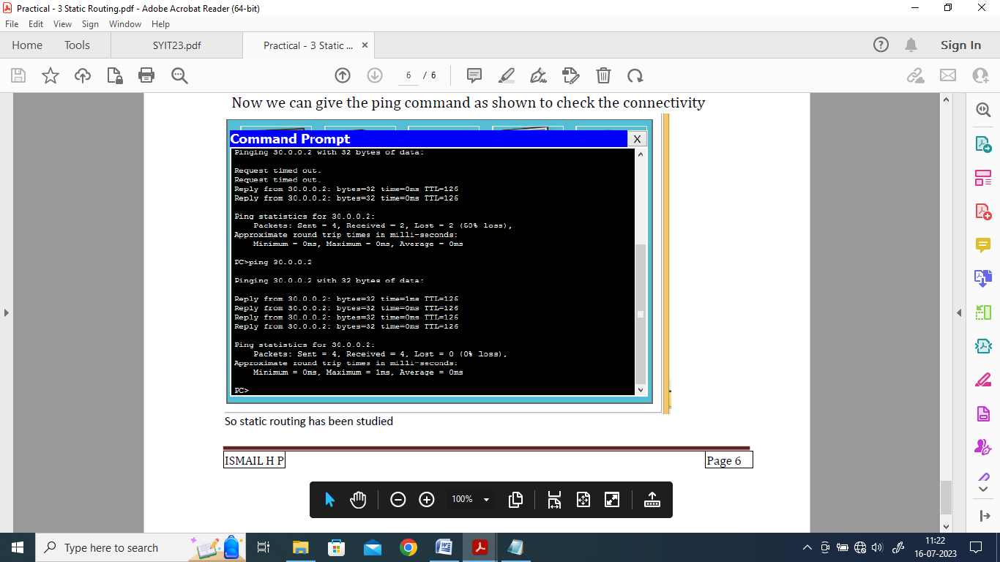 Practical - 3 Static Routing.pdf - Adobe Acrobat Reader (64-bit)
File Edit View Sign Window Help
Home Tools SYIT23.pdf Practical - 3 Static ... × Sign In
6 / 6
Now we can give the ping command as shown to check the connectivity
Command Prompt X
Pinging 30.0.0.2 with 32 bytes of data:
Request timed out.
Request timed out.
Reply from 30.0.0.2: bytes=32 time=0ms TTL=126
Reply from 30.0.0.2: bytes=32 time=0ms TTL=126
Ping statistics for 30.0.0.2:
Packets: Sent = 4, Received = 2, Lost = 2 (50% loss),
Approximate round trip times in milli-seconds:
Minimum = 0ms, Maximum = 0ms, Average = 0ms
PC>ping 30.0.0.2
Pinging 30.0.0.2 with 32 bytes of data:
Reply from 30.0.0.2: bytes=32 time=1ms TTL=126
Reply from 30.0.0.2: bytes=32 time=0ms TTL=126
Reply from 30.0.0.2: bytes=32 time=0ms TTL=126
Reply from 30.0.0.2: bytes=32 time=0ms TTL=126
Ping statistics for 30.0.0.2:
Packets: Sent = 4, Received = 4, Lost = 0 (0% loss),
Approximate round trip times in milli-seconds:
Minimum = 0ms, Maximum = 1ms, Average = 0ms
PC>
So static routing has been studied
ISMAIL H P Page 6
100%
Type here to search
11:22
16-07-2023